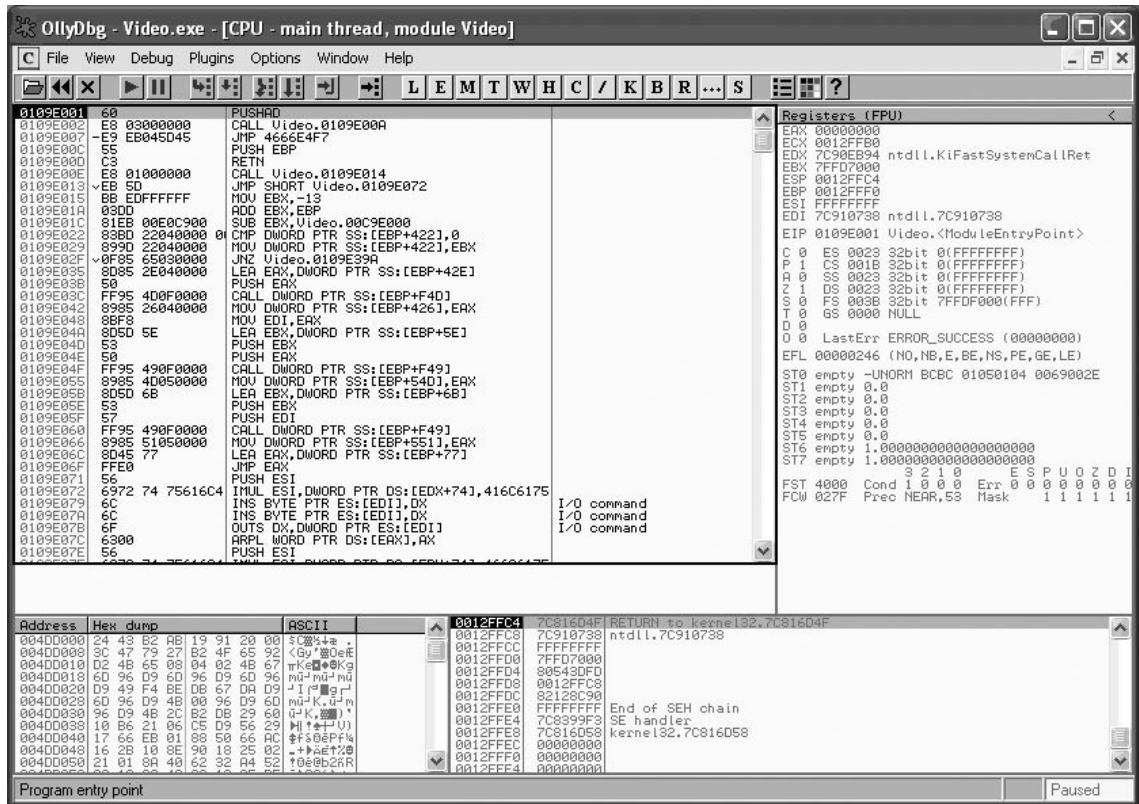 OllyDbg - Video.exe - [CPU - main thread, module Video]
C File View Debug Plugins Options Window Help
L E M T W H C / K B R ... S ?
0109E001 60 PUSHAD
0109E002 E8 03000000 CALL Video.0109E00A
0109E007 -E9 EB045D45 JMP 4666E4F7
0109E00C 55 PUSH EBP
0109E00D C3 RETN
0109E00E E8 01000000 CALL Video.0109E014
0109E013 EB 5D JMP SHORT Video.0109E072
0109E015 BB EDFFFFFF MOV EBX,-13
0109E01A 03DD ADD EBX,EBP
0109E01C 81EB 00E0C900 SUB EBX,Video.00C9E000
0109E022 83BD 22040000 0 CMP DWORD PTR SS:[EBP+422],0
0109E029 899D 22040000 MOV DWORD PTR SS:[EBP+422],EBX
0109E02F 0F85 65030000 JNZ Video.0109E39A
0109E035 8D85 2E040000 LEA EAX,DWORD PTR SS:[EBP+42E]
0109E03B 50 PUSH EAX
0109E03C FF95 4D0F0000 CALL DWORD PTR SS:[EBP+F4D]
0109E042 8985 26040000 MOV DWORD PTR SS:[EBP+426],EAX
0109E048 8BF8 MOV EDI,EAX
0109E04A 8D5D 5E LEA EBX,DWORD PTR SS:[EBP+5E]
0109E04D 53 PUSH EBX
0109E04E 50 PUSH EAX
0109E04F FF95 490F0000 CALL DWORD PTR SS:[EBP+F49]
0109E055 8985 4D050000 MOV DWORD PTR SS:[EBP+54D],EAX
0109E05B 8D5D 6B LEA EBX,DWORD PTR SS:[EBP+6B]
0109E05E 53 PUSH EBX
0109E05F 57 PUSH EDI
0109E060 FF95 490F0000 CALL DWORD PTR SS:[EBP+F49]
0109E066 8985 51050000 MOV DWORD PTR SS:[EBP+551],EAX
0109E06C 8D45 77 LEA EAX,DWORD PTR SS:[EBP+77]
0109E06F FFE0 JMP EAX
0109E071 56 PUSH ESI
0109E072 6972 74 75616C4 IMUL ESI,DWORD PTR DS:[EDX+74],416C6175
0109E079 6C INS BYTE PTR ES:[EDI],DX I/O command
0109E07A 6C INS BYTE PTR ES:[EDI],DX I/O command
0109E07B 6F OUTS DX,DWORD PTR ES:[EDI] I/O command
0109E07C 6300 ARPL WORD PTR DS:[EAX],AX
0109E07E 56 PUSH ESI
Registers (FPU) <
EAX 00000000
ECX 0012FFB0
EDX 7C90EB94 ntdll.KiFastSystemCallRet
EBX 7FFD7000
ESP 0012FFC4
EBP 0012FFF0
ESI FFFFFFFF
EDI 7C910738 ntdll.7C910738
EIP 0109E001 Video.<ModuleEntryPoint>
C 0 ES 0023 32bit 0(FFFFFFFF)
P 1 CS 001B 32bit 0(FFFFFFFF)
A 0 SS 0023 32bit 0(FFFFFFFF)
Z 1 DS 0023 32bit 0(FFFFFFFF)
S 0 FS 003B 32bit 7FFDF000(FFF)
T 0 GS 0000 NULL
D 0
O 0 LastErr ERROR_SUCCESS (00000000)
EFL 00000246 (NO,NB,E,BE,NS,PE,GE,LE)
ST0 empty -UNORM BCBC 01050104 0069002E
ST1 empty 0.0
ST2 empty 0.0
ST3 empty 0.0
ST4 empty 0.0
ST5 empty 0.0
ST6 empty 1.0000000000000000000
ST7 empty 1.0000000000000000000
3 2 1 0 E S P U O Z D I
FST 4000 Cond 1 0 0 0 Err 0 0 0 0 0 0 0 0
FCW 027F Prec NEAR,53 Mask 1 1 1 1 1 1
Address Hex dump ASCII
004DD000 24 43 B2 AB 19 91 20 00
004DD008 3C 47 79 27 B2 4F 65 92
004DD010 D2 4B 65 08 04 02 4B 67
004DD018 6D 96 D9 6D 96 D9 6D 96
004DD020 D9 49 F4 BE DB 67 DA D9
004DD028 6D 96 D9 4B 00 96 D9 6D
004DD030 96 D9 4B 2C B2 DB 29 60
004DD038 10 B6 21 06 C5 D9 56 29
004DD040 17 66 EB 01 88 50 66 AC
004DD048 16 2B 10 8E 90 18 25 02
004DD050 21 01 8A 40 62 32 A4 52
0012FFC4 7C816D4F RETURN to kernel32.7C816D4F
0012FFC8 7C910738 ntdll.7C910738
0012FFCC FFFFFFFF
0012FFD0 7FFD7000
0012FFD4 80543DFD
0012FFD8 0012FFC8
0012FFDC 82128C90
0012FFE0 FFFFFFFF End of SEH chain
0012FFE4 7C8399F3 SE handler
0012FFE8 7C816D58 kernel32.7C816D58
0012FFEC 00000000
0012FFF0 00000000
0012FFF4 00000000
Program entry point Paused